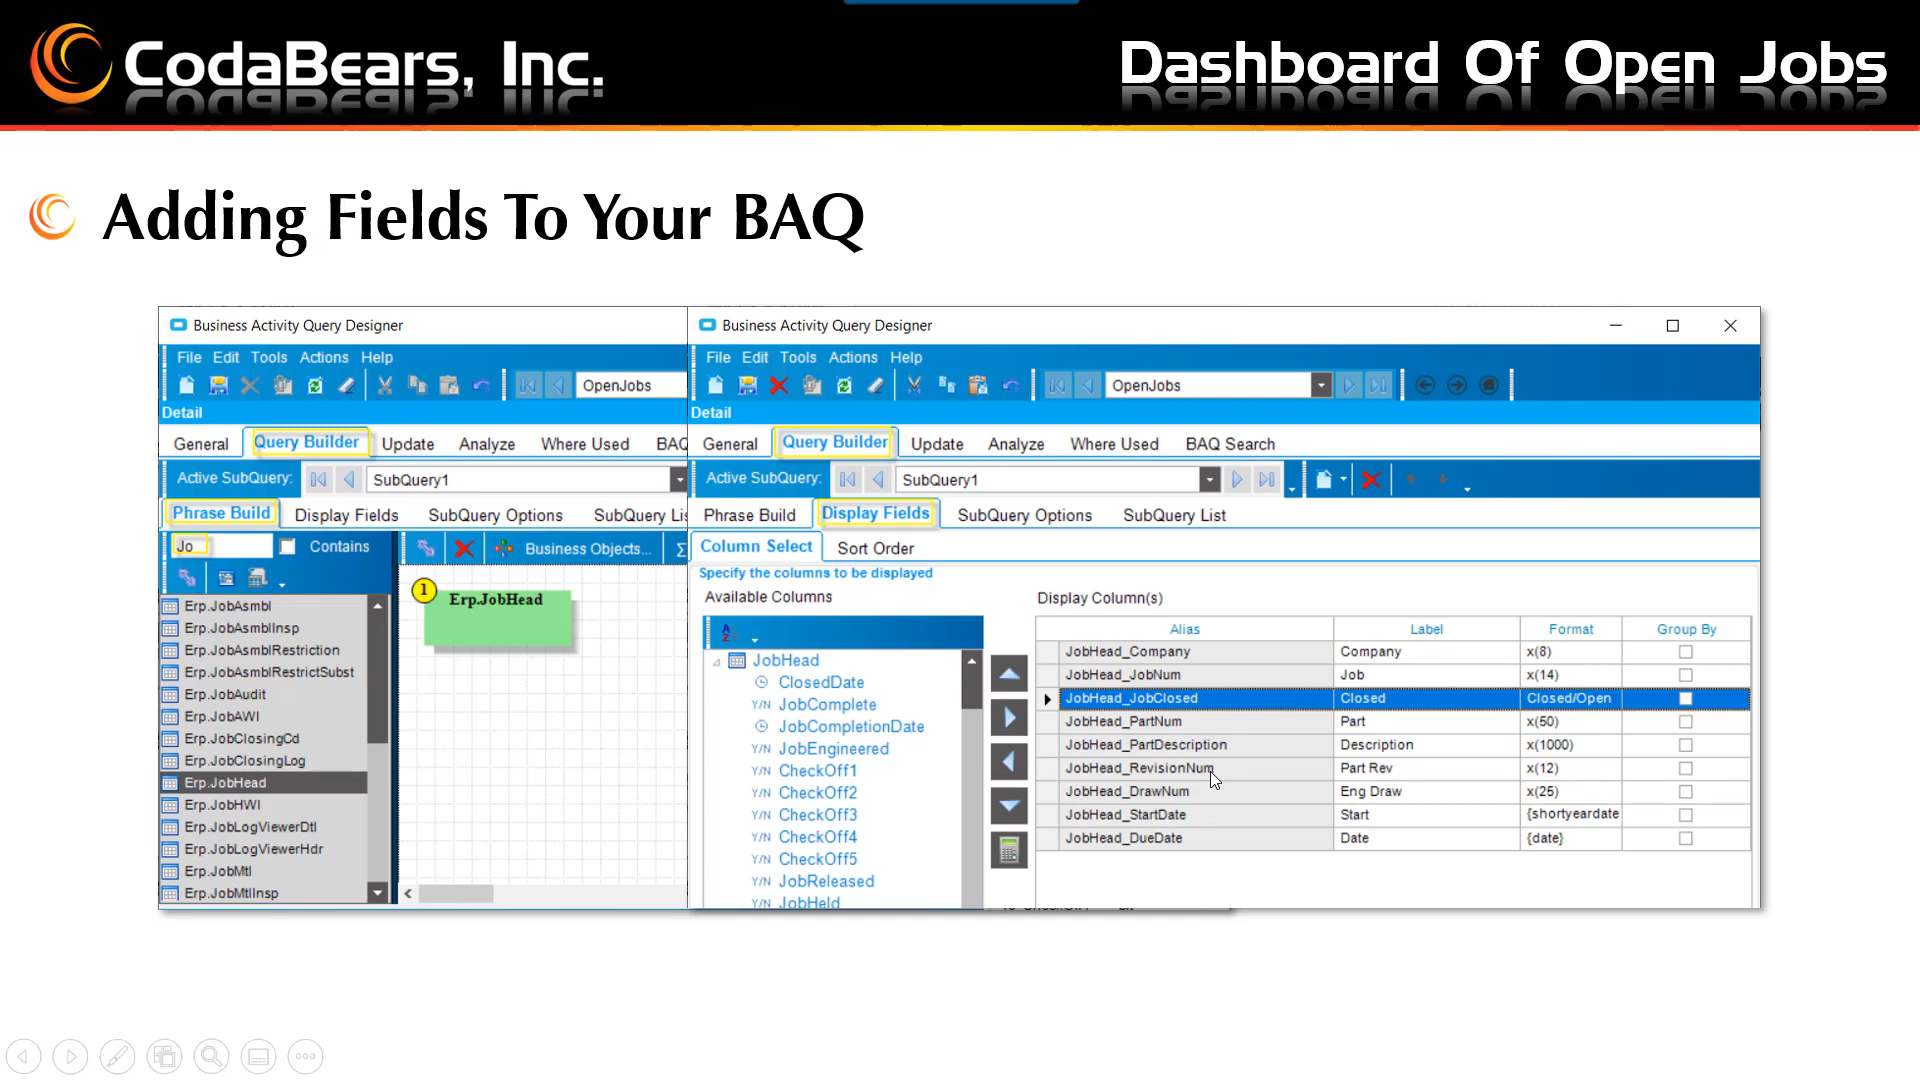 CodaBears, Inc.
Dashboard Of Open Jobs
Adding Fields To Your BAQ
Business Activity Query Designer
File Edit Tools Actions Help
OpenJobs
Detail
General Query Builder Update Analyze Where Used BAQ
Active SubQuery: SubQuery1
Phrase Build Display Fields SubQuery Options SubQuery Lis
Jo Contains
Business Objects...
Erp.JobAsmbl
Erp.JobAsmblInsp
Erp.JobAsmblRestriction
Erp.JobAsmblRestrictSubst
Erp.JobAudit
Erp.JobAWI
Erp.JobClosingCd
Erp.JobClosingLog
Erp.JobHead
Erp.JobHWI
Erp.JobLogViewerDtl
Erp.JobLogViewerHdr
Erp.JobMtl
Erp.JobMtlInsp
1
Erp.JobHead
Business Activity Query Designer
File Edit Tools Actions Help
OpenJobs
Detail
General Query Builder Update Analyze Where Used BAQ Search
Active SubQuery: SubQuery1
Phrase Build Display Fields SubQuery Options SubQuery List
Column Select Sort Order
Specify the columns to be displayed
Available Columns
JobHead
ClosedDate
Y/N JobComplete
JobCompletionDate
Y/N JobEngineered
Y/N CheckOff1
Y/N CheckOff2
Y/N CheckOff3
Y/N CheckOff4
Y/N CheckOff5
Y/N JobReleased
Y/N JobHeld
Display Column(s)
Alias Label Format Group By
JobHead_Company Company x(8)
JobHead_JobNum Job x(14)
JobHead_JobClosed Closed Closed/Open
JobHead_PartNum Part x(50)
JobHead_PartDescription Description x(1000)
JobHead_RevisionNum Part Rev x(12)
JobHead_DrawNum Eng Draw x(25)
JobHead_StartDate Start {shortyeardate
JobHead_DueDate Date {date}